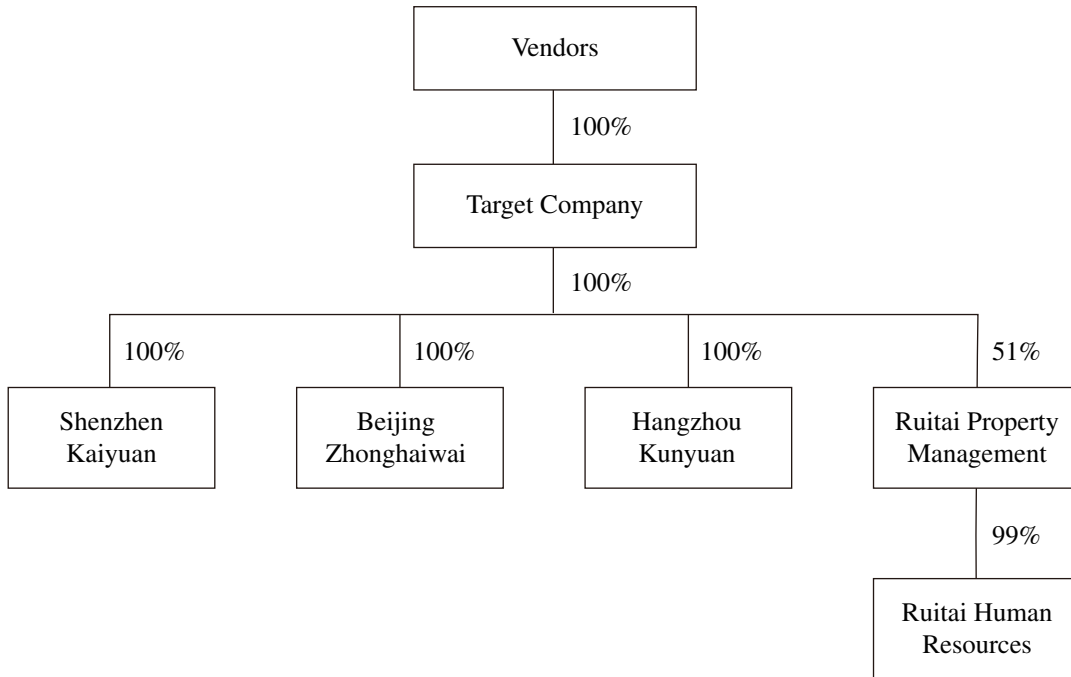 Vendors
100%
Target Company
100%
100%
100%
100%
51%
Shenzhen
Kaiyuan
Beijing
Zhonghaiwai
Hangzhou
Kunyuan
Ruitai Property
Management
99%
Ruitai Human
Resources